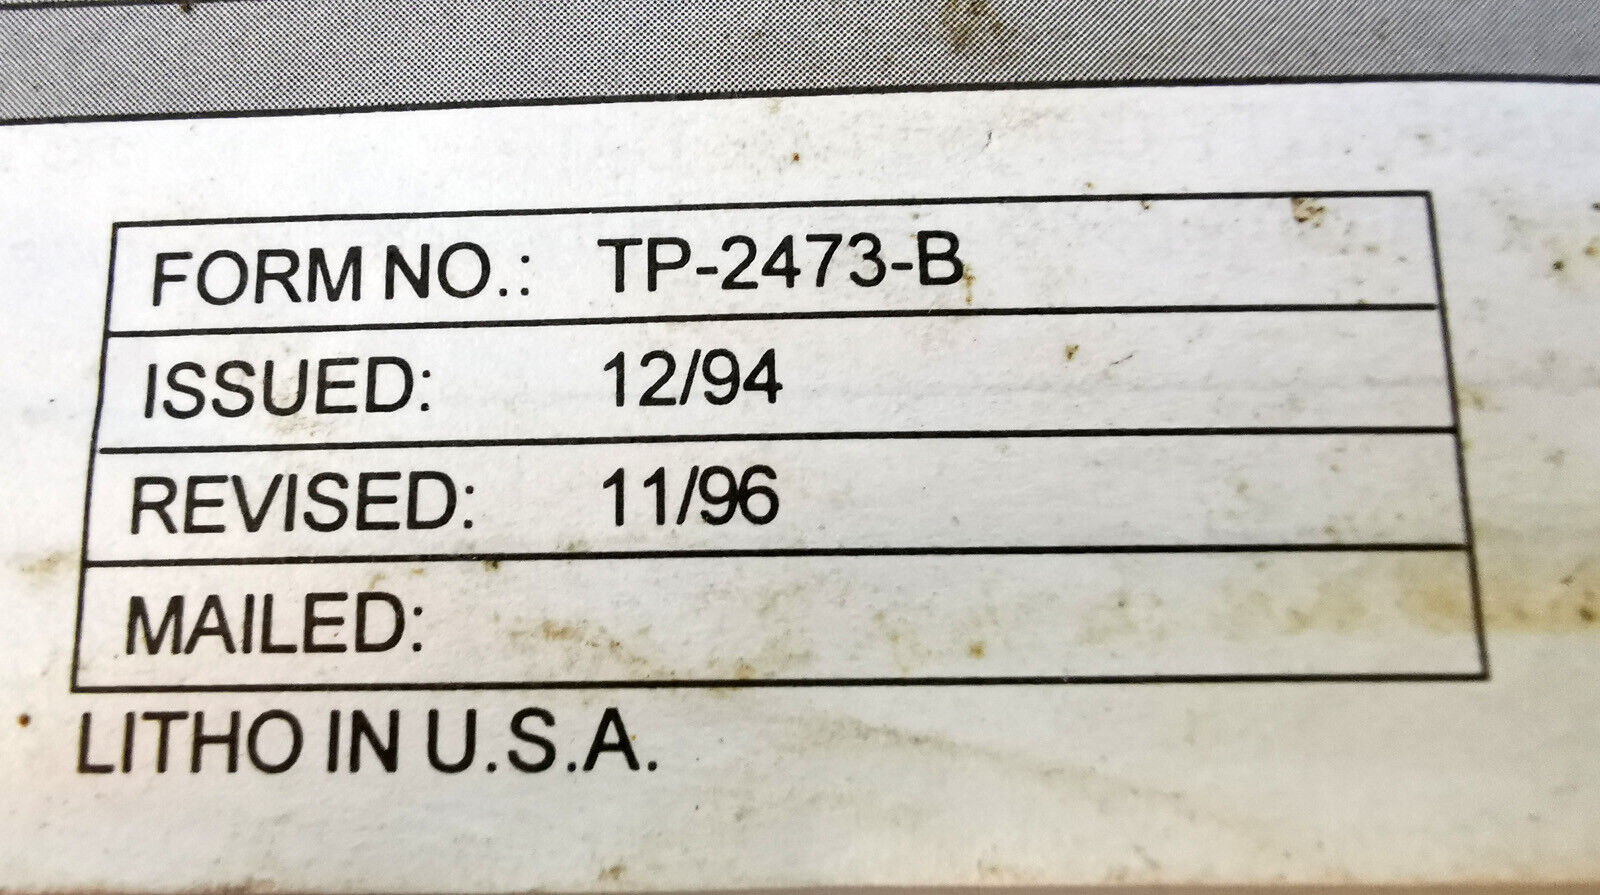 FORM NO.: TP-2473-B
ISSUED: 12/94
REVISED: 11/96
MAILED:
LITHO IN U.S.A.